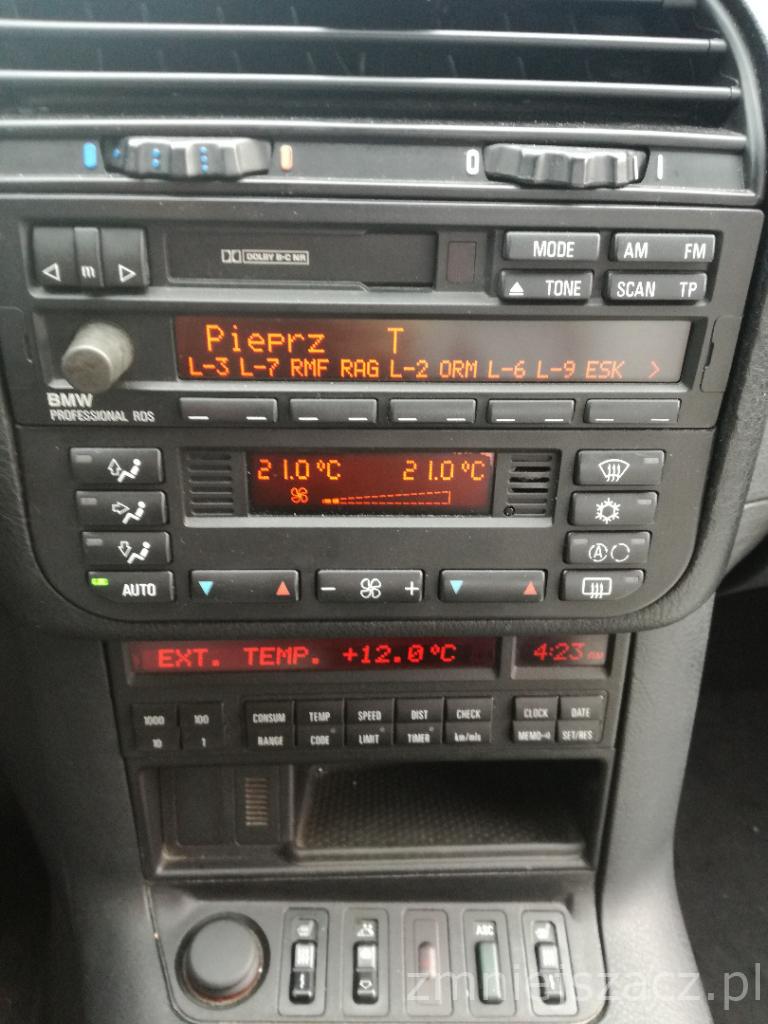 0 I
m DOLBY B-C NR MODE AM FM
TONE SCAN TP
Pieprz T
L-3 L-7 RMF RAG L-2 ORM L-6 L-9 ESK >
BMW
PROFESSIONAL RDS
21.0°C 21.0°C
AUTO - + A
EXT. TEMP. +12.0°C 4:23
1000 100 CONSUM TEMP SPEED DIST CHECK CLOCK DATE
10 1 RANGE CODE LIMIT TIMER km/mls MEMO SET/RES
ASC
zmniejszacz.pl